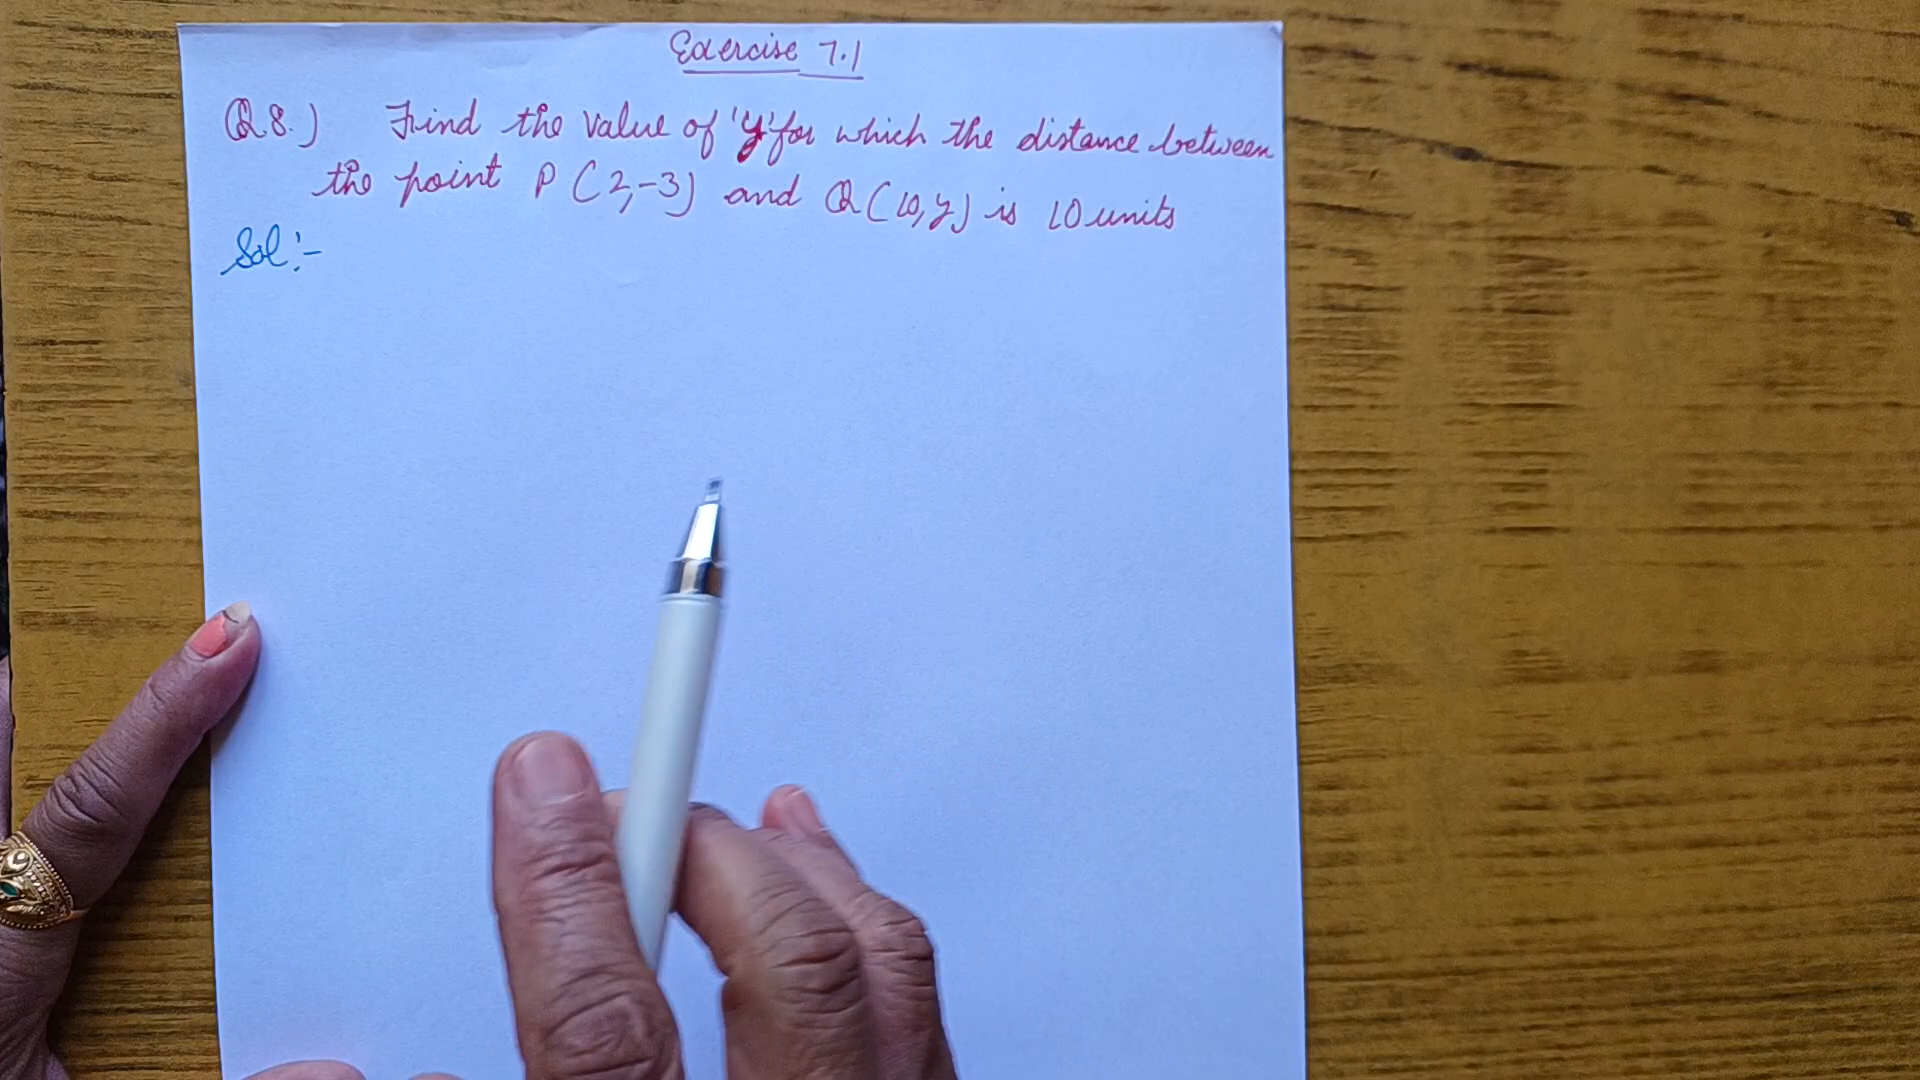 Exercise 7.1
Q8.) Find the value of 'y' for which the distance between
the point P (2,-3) and Q (10,y) is 10 units
Sol:-